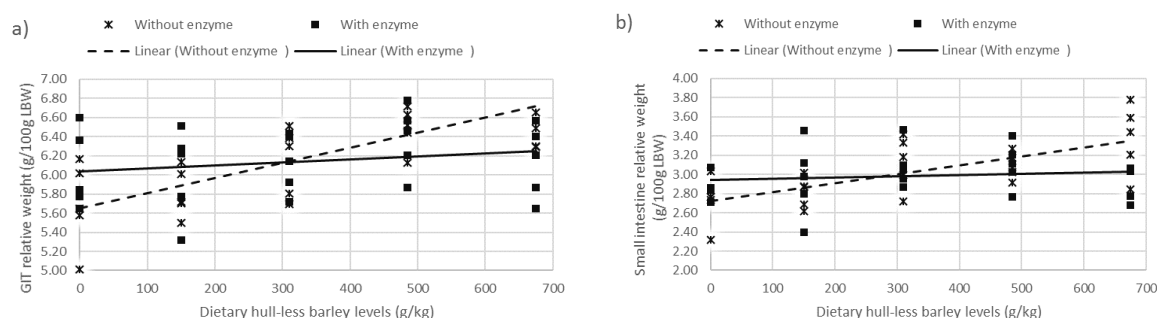 a)
Without enzyme
With enzyme
Linear (Without enzyme )
Linear (With enzyme )
GIT relative weight (g/100g LBW)
7.00
6.80
6.60
6.40
6.20
6.00
5.80
5.60
5.40
5.20
5.00
0 100 200 300 400 500 600 700
Dietary hull-less barley levels (g/kg)
b)
Without enzyme
With enzyme
Linear (Without enzyme )
Linear (With enzyme )
Small intestine relative weight
(g/100g LBW)
4.00
3.80
3.60
3.40
3.20
3.00
2.80
2.60
2.40
2.20
2.00
0 100 200 300 400 500 600 700
Dietary hull-less barley levels (g/kg)